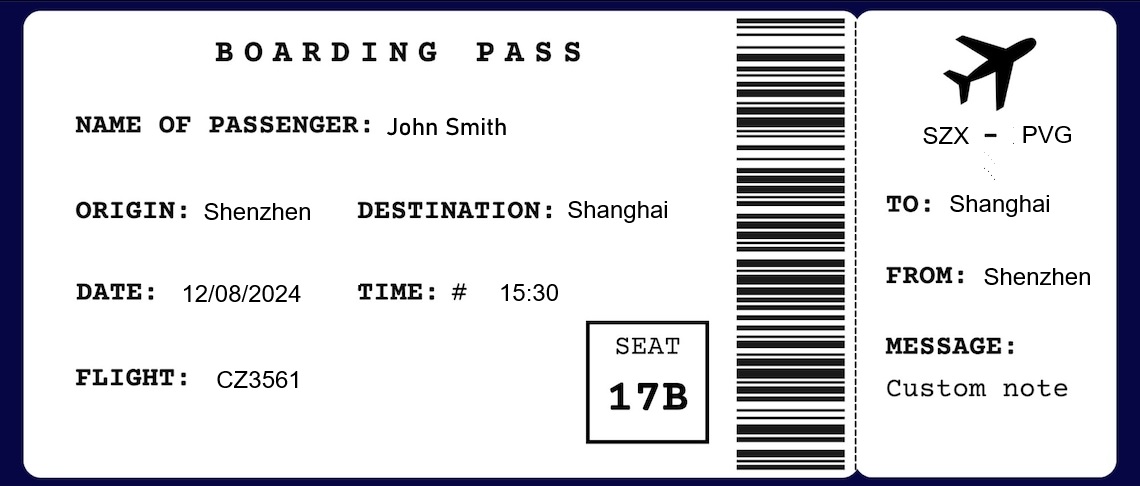 BOARDING PASS
NAME OF PASSENGER: John Smith
ORIGIN: Shenzhen DESTINATION: Shanghai
DATE: 12/08/2024 TIME: # 15:30
FLIGHT: CZ3561
SEAT
17B
SZX - PVG
TO: Shanghai
FROM: Shenzhen
MESSAGE:
Custom note